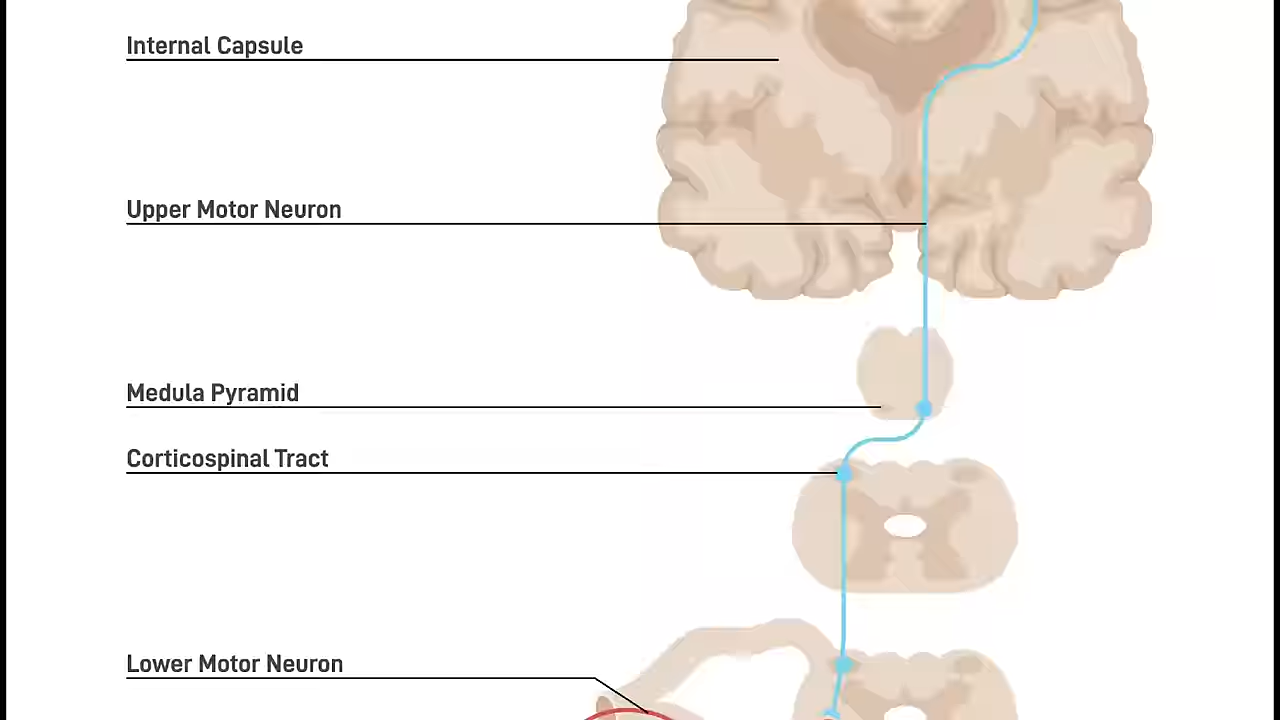 Internal Capsule
Upper Motor Neuron
Medula Pyramid
Corticospinal Tract
Lower Motor Neuron